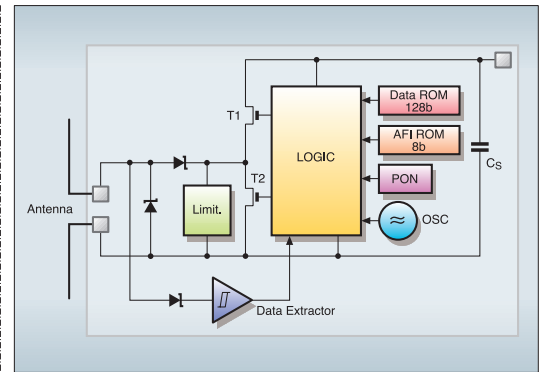 Data ROM
128b
T1
AFI ROM
8b
LOGIC
C_S
T2
PON
Antenna
Limit.
≈
OSC
Data Extractor